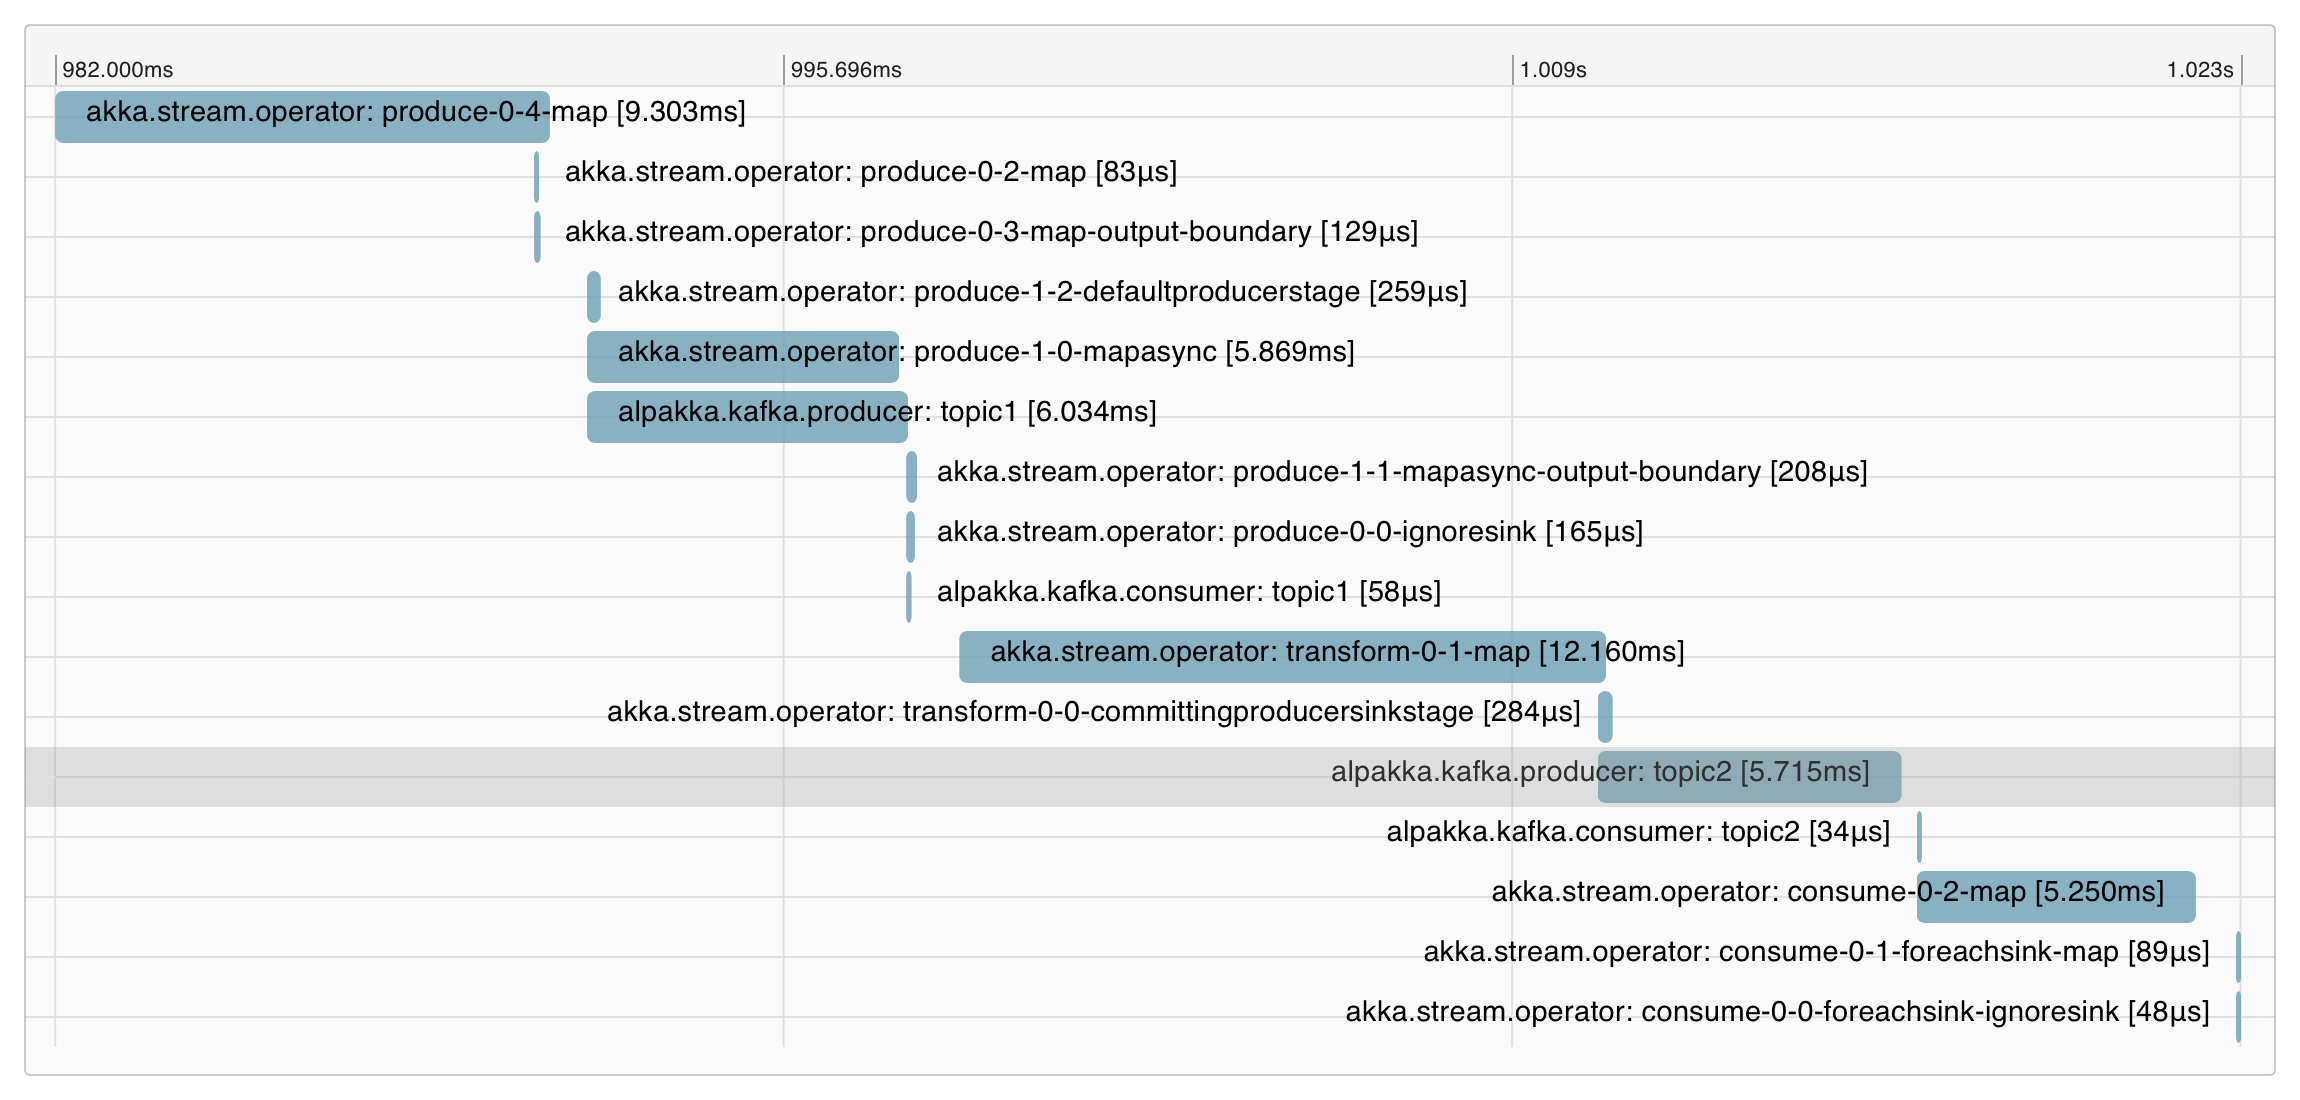 982.000ms 995.696ms 1.009s 1.023s
akka.stream.operator: produce-0-4-map [9.303ms]
akka.stream.operator: produce-0-2-map [83μs]
akka.stream.operator: produce-0-3-map-output-boundary [129μs]
akka.stream.operator: produce-1-2-defaultproducerstage [259μs]
akka.stream.operator: produce-1-0-mapasync [5.869ms]
alpakka.kafka.producer: topic1 [6.034ms]
akka.stream.operator: produce-1-1-mapasync-output-boundary [208μs]
akka.stream.operator: produce-0-0-ignoresink [165μs]
alpakka.kafka.consumer: topic1 [58μs]
akka.stream.operator: transform-0-1-map [12.160ms]
akka.stream.operator: transform-0-0-committingproducersinkstage [284μs]
alpakka.kafka.producer: topic2 [5.715ms]
alpakka.kafka.consumer: topic2 [34μs]
akka.stream.operator: consume-0-2-map [5.250ms]
akka.stream.operator: consume-0-1-foreachsink-map [89μs]
akka.stream.operator: consume-0-0-foreachsink-ignoresink [48μs]